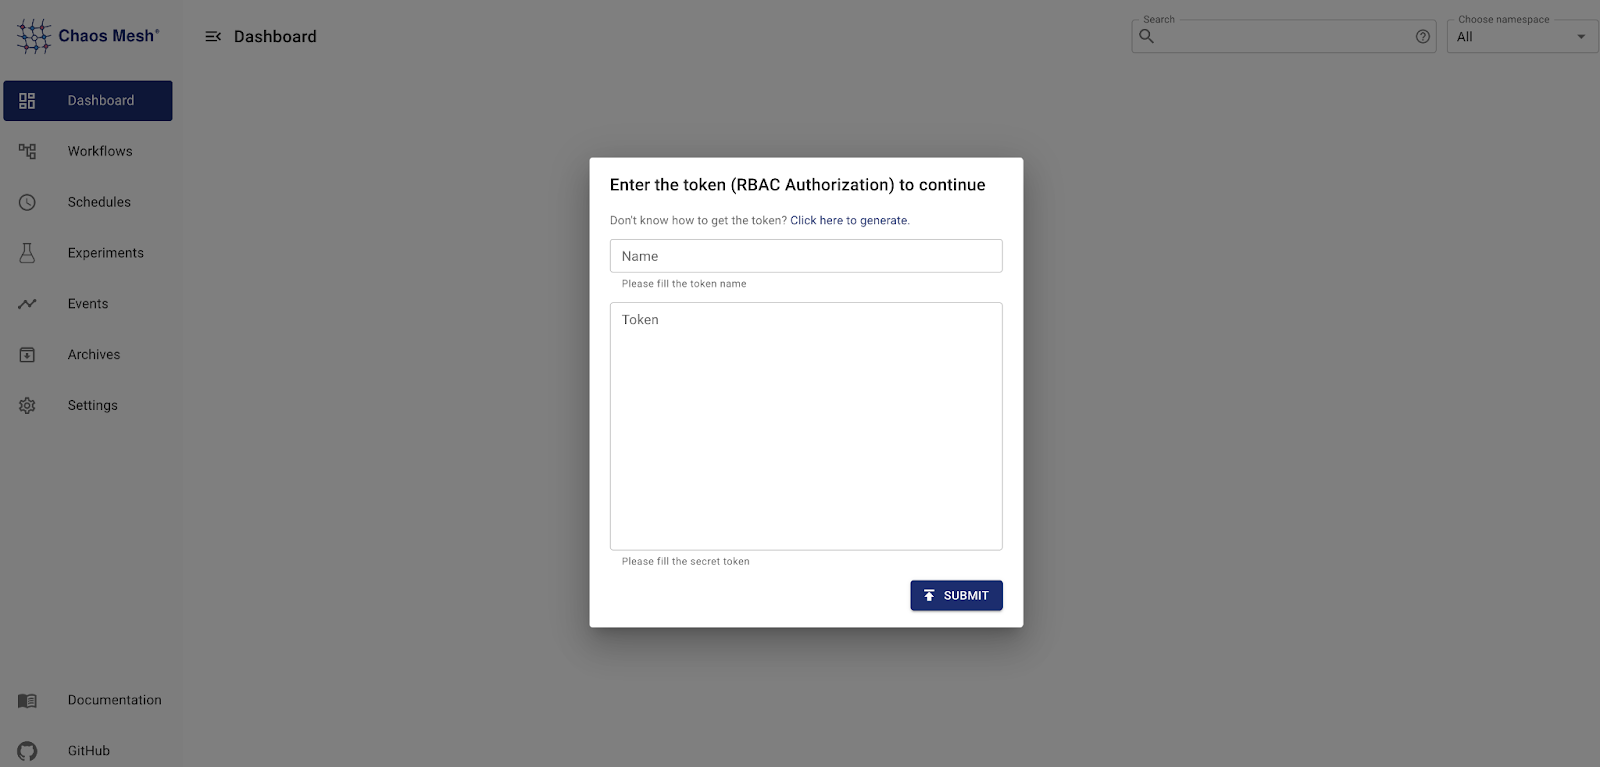 Chaos Mesh®
Dashboard
Search
Choose namespace
All
Dashboard
Workflows
Schedules
Experiments
Events
Archives
Settings
Documentation
GitHub
Enter the token (RBAC Authorization) to continue
Don't know how to get the token? Click here to generate.
Name
Please fill the token name
Token
Please fill the secret token
SUBMIT